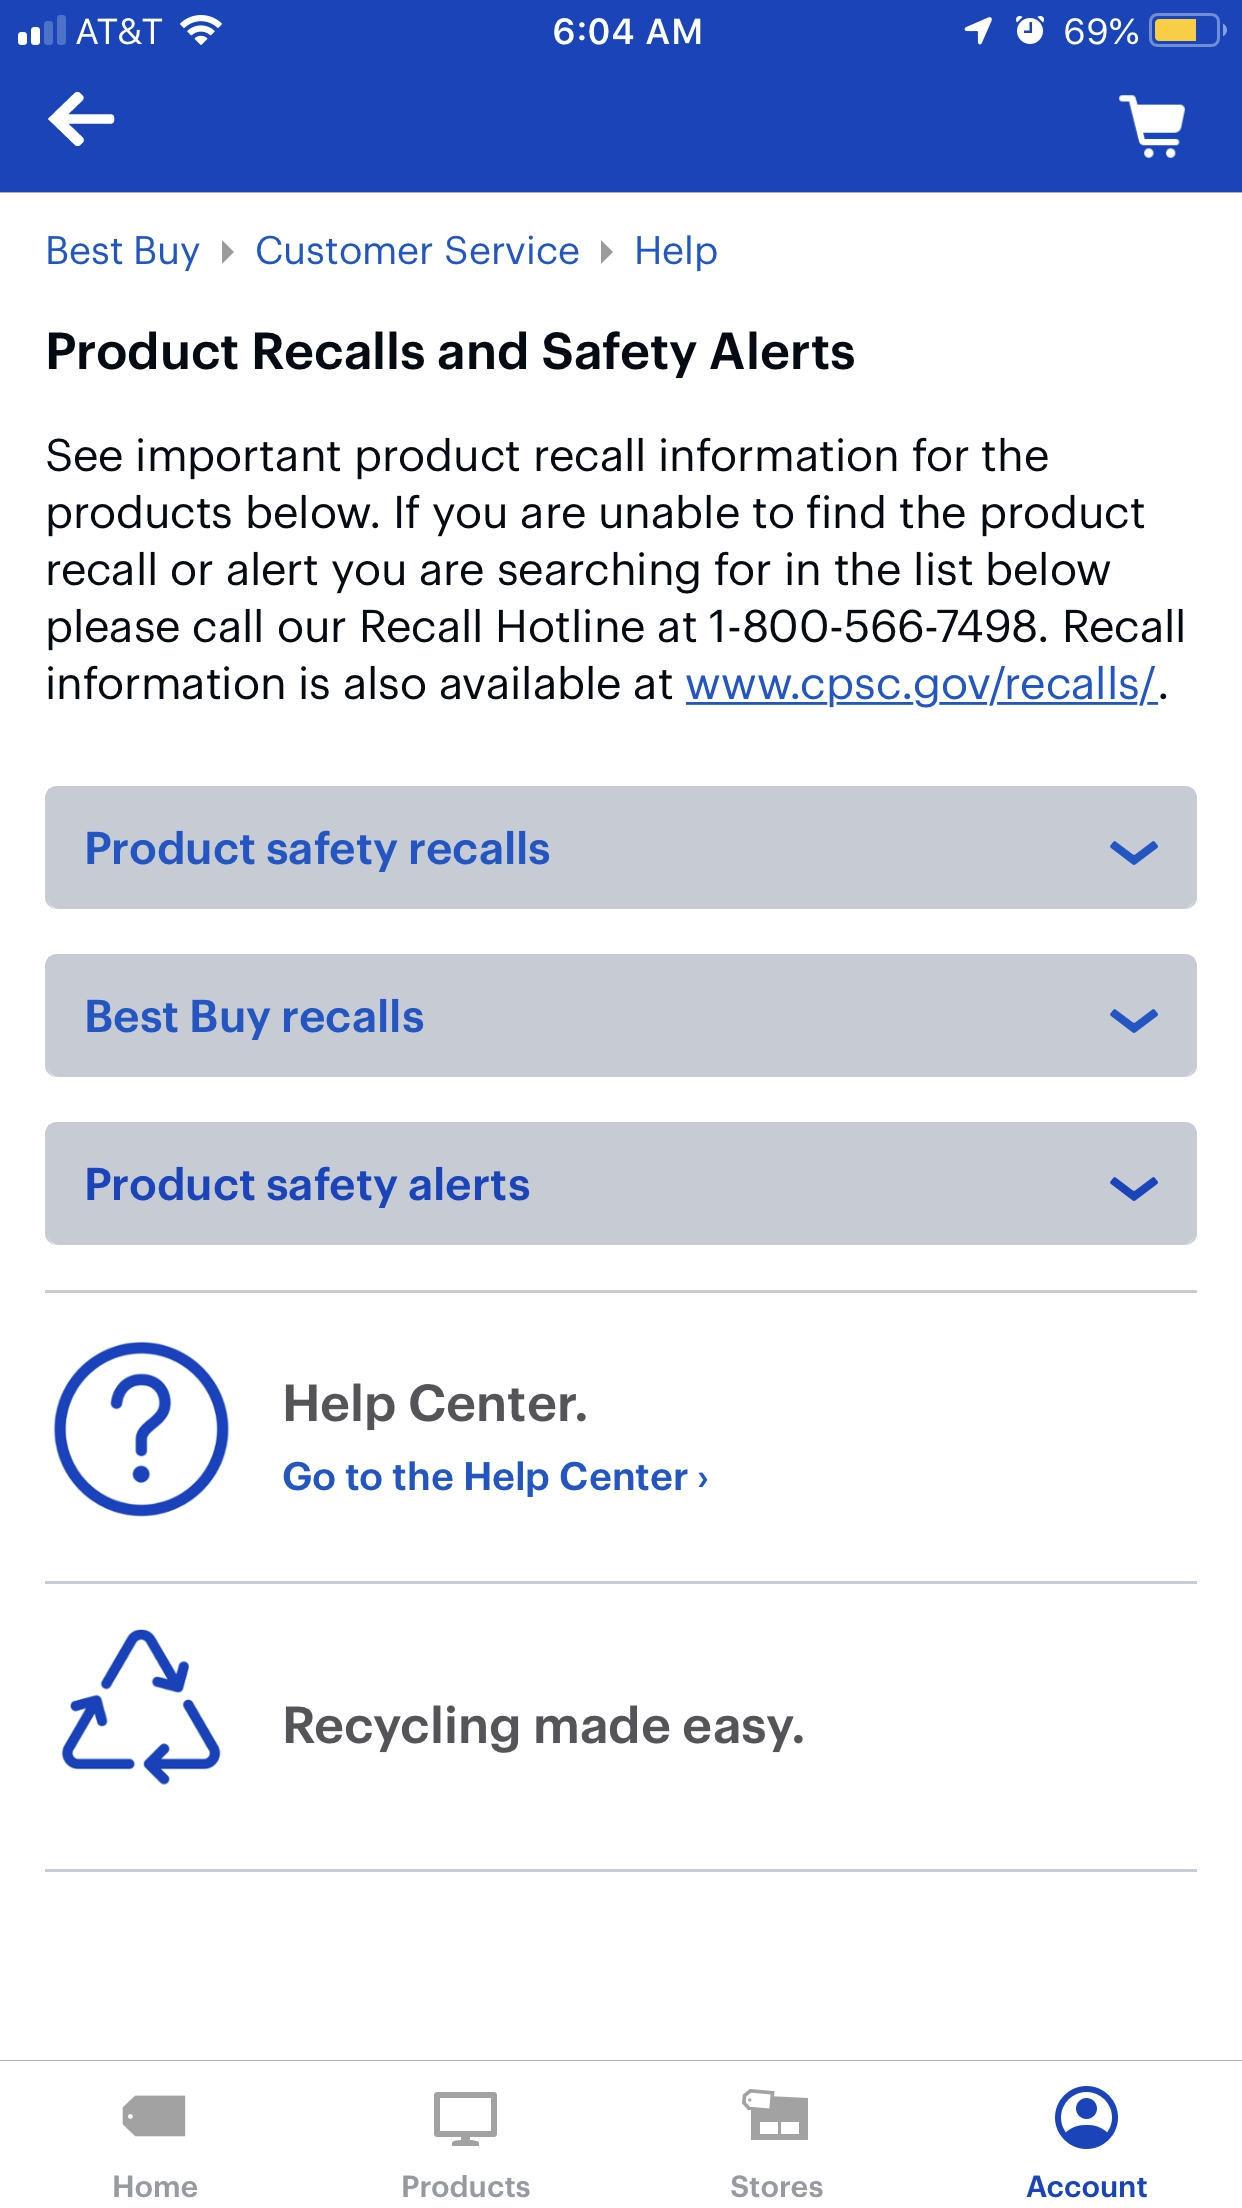 AT&T 6:04 AM 69%
Best Buy Customer Service Help
Product Recalls and Safety Alerts
See important product recall information for the
products below. If you are unable to find the product
recall or alert you are searching for in the list below
please call our Recall Hotline at 1-800-566-7498. Recall
information is also available at www.cpsc.gov/recalls/.
Product safety recalls
Best Buy recalls
Product safety alerts
Help Center.
Go to the Help Center ›
Recycling made easy.
Home Products Stores Account